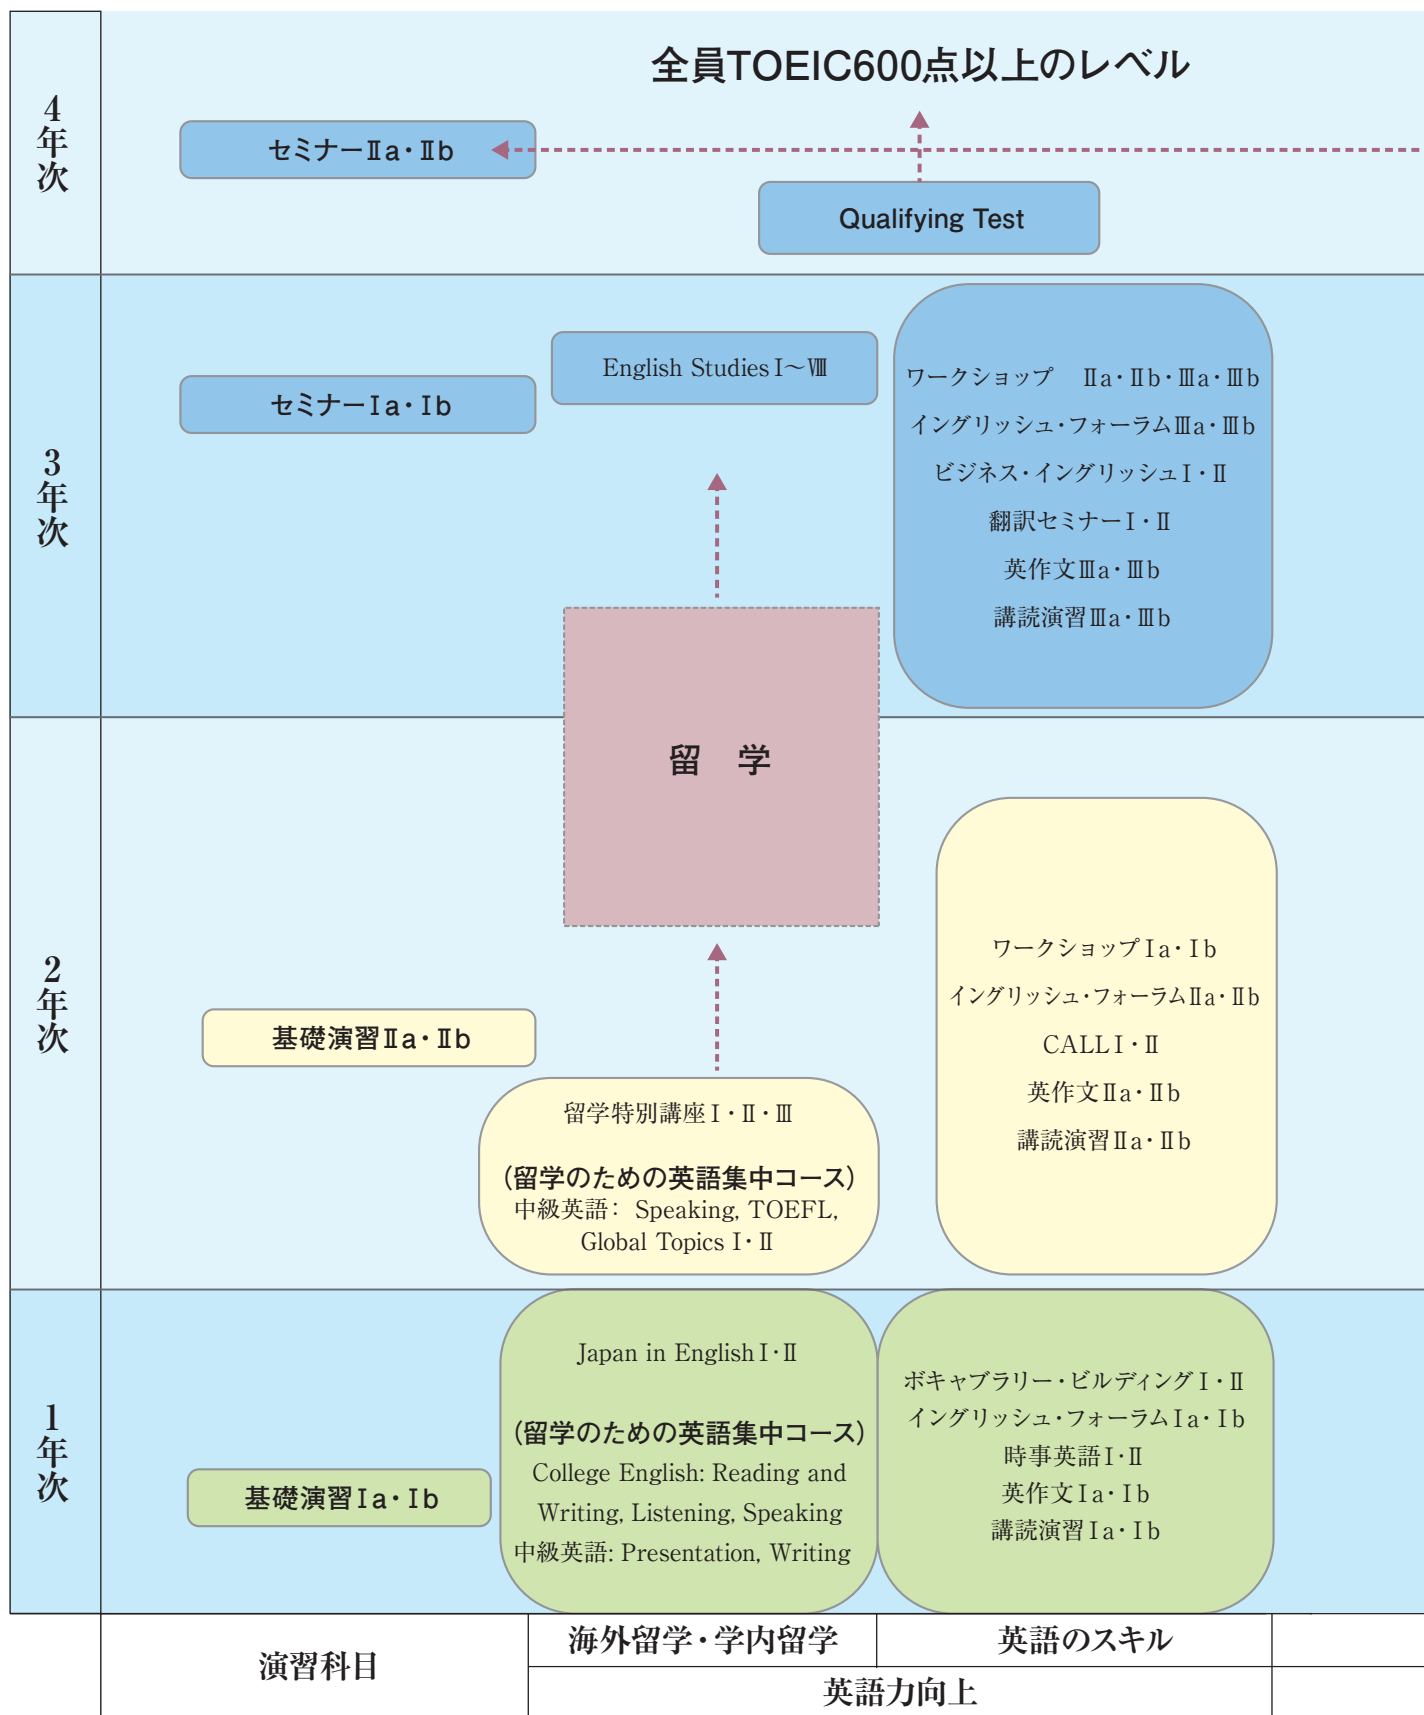 全員TOEIC600点以上のレベル
4年次
セミナーⅡa・Ⅱb
Qualifying Test
3年次
セミナーⅠa・Ⅰb
English Studies Ⅰ～Ⅷ
ワークショップ　Ⅱa・Ⅱb・Ⅲa・Ⅲb
イングリッシュ・フォーラムⅢa・Ⅲb
ビジネス・イングリッシュⅠ・Ⅱ
翻訳セミナーⅠ・Ⅱ
英作文Ⅲa・Ⅲb
講読演習Ⅲa・Ⅲb
留　学
2年次
基礎演習Ⅱa・Ⅱb
留学特別講座Ⅰ・Ⅱ・Ⅲ
(留学のための英語集中コース)
中級英語： Speaking, TOEFL,
Global Topics Ⅰ・Ⅱ
ワークショップⅠa・Ⅰb
イングリッシュ・フォーラムⅡa・Ⅱb
CALLⅠ・Ⅱ
英作文Ⅱa・Ⅱb
講読演習Ⅱa・Ⅱb
1年次
基礎演習Ⅰa・Ⅰb
Japan in EnglishⅠ・Ⅱ
(留学のための英語集中コース)
College English: Reading and
Writing, Listening, Speaking
中級英語: Presentation, Writing
ボキャブラリー・ビルディングⅠ・Ⅱ
イングリッシュ・フォーラムⅠa・Ⅰb
時事英語Ⅰ・Ⅱ
英作文Ⅰa・Ⅰb
講読演習Ⅰa・Ⅰb
演習科目
海外留学・学内留学
英語のスキル
英語力向上